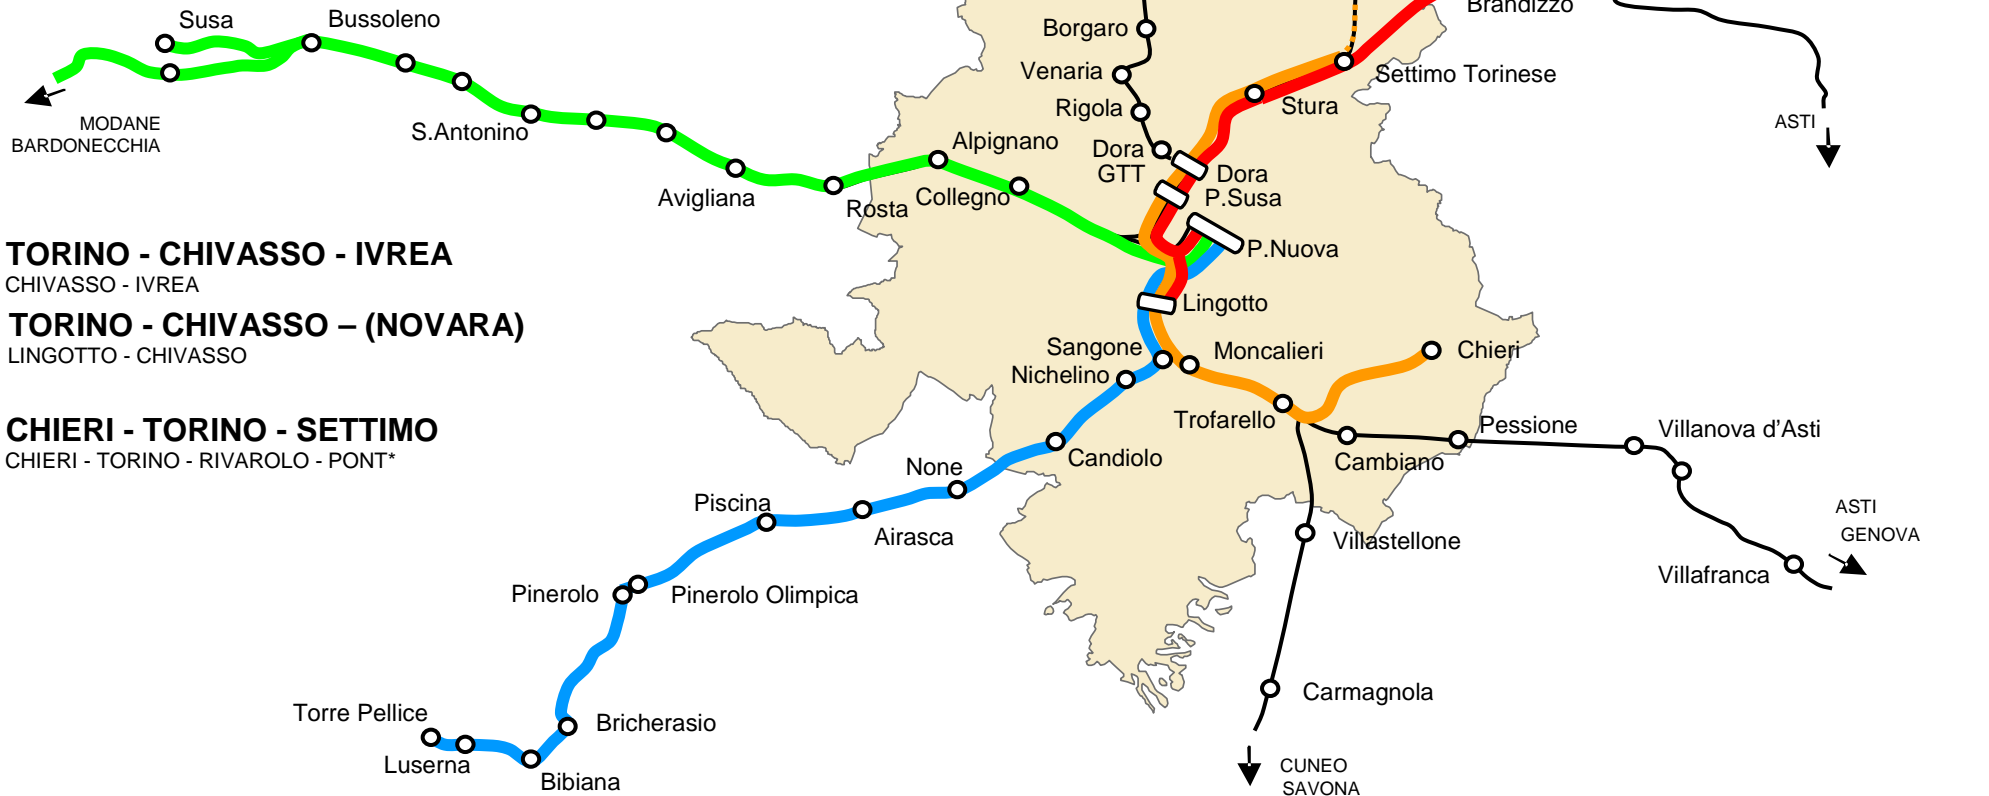 Susa
Bussoleno
Borgaro
Brandizzo
Venaria
Settimo Torinese
Rigola
Stura
MODANE
BARDONECCHIA
S.Antonino
Alpignano
Dora
GTT
ASTI
Dora
P.Susa
Avigliana
Rosta
Collegno
P.Nuova
TORINO - CHIVASSO - IVREA
CHIVASSO - IVREA
TORINO - CHIVASSO – (NOVARA)
LINGOTTO - CHIVASSO
Lingotto
Sangone
Moncalieri
Chieri
Nichelino
CHIERI - TORINO - SETTIMO
CHIERI - TORINO - RIVAROLO - PONT*
Trofarello
Pessione
Villanova d’Asti
Cambiano
Candiolo
None
Piscina
Airasca
ASTI
GENOVA
Villastellone
Villafranca
Pinerolo
Pinerolo Olimpica
Carmagnola
Torre Pellice
Bricherasio
Luserna
Bibiana
CUNEO
SAVONA